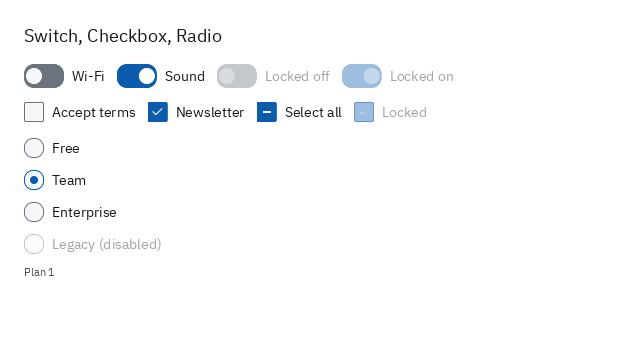 Switch, Checkbox, Radio
Wi-Fi Sound Locked off Locked on
Accept terms Newsletter Select all Locked
Free
Team
Enterprise
Legacy (disabled)
Plan 1